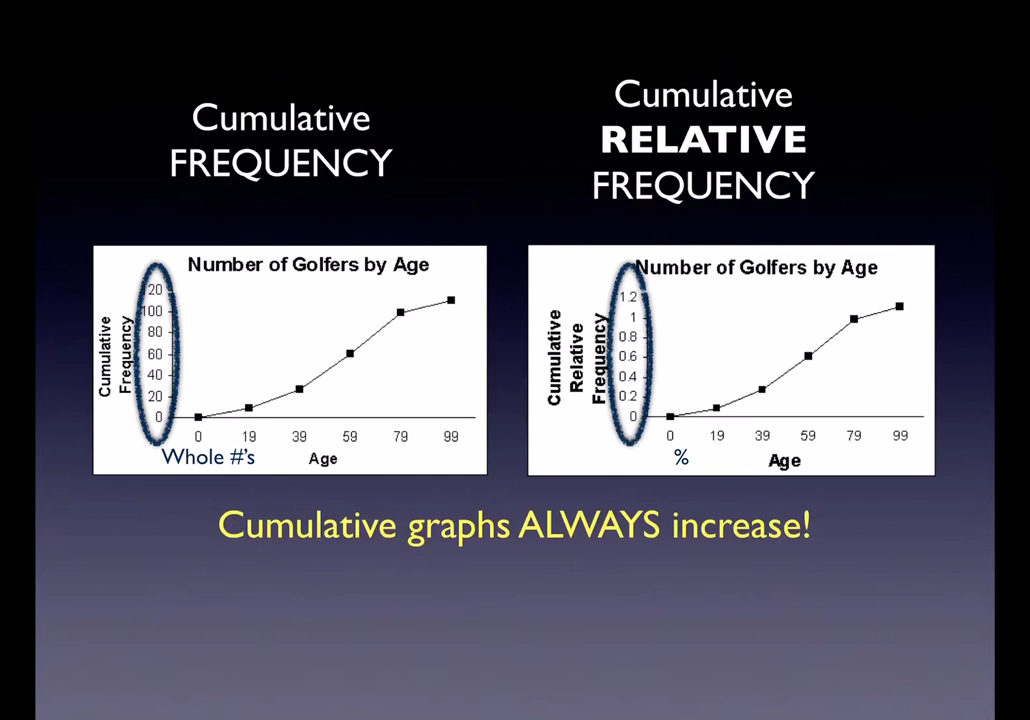 Cumulative
FREQUENCY
Cumulative
RELATIVE
FREQUENCY
Number of Golfers by Age
Cumulative
Frequency
20
100
80
60
40
20
0
0 19 39 59 79 99
Whole #'s
Age
Number of Golfers by Age
Cumulative
Relative
Frequency
1.2
1
0.8
0.6
0.4
0.2
0
0 19 39 59 79 99
%
Age
Cumulative graphs ALWAYS increase!